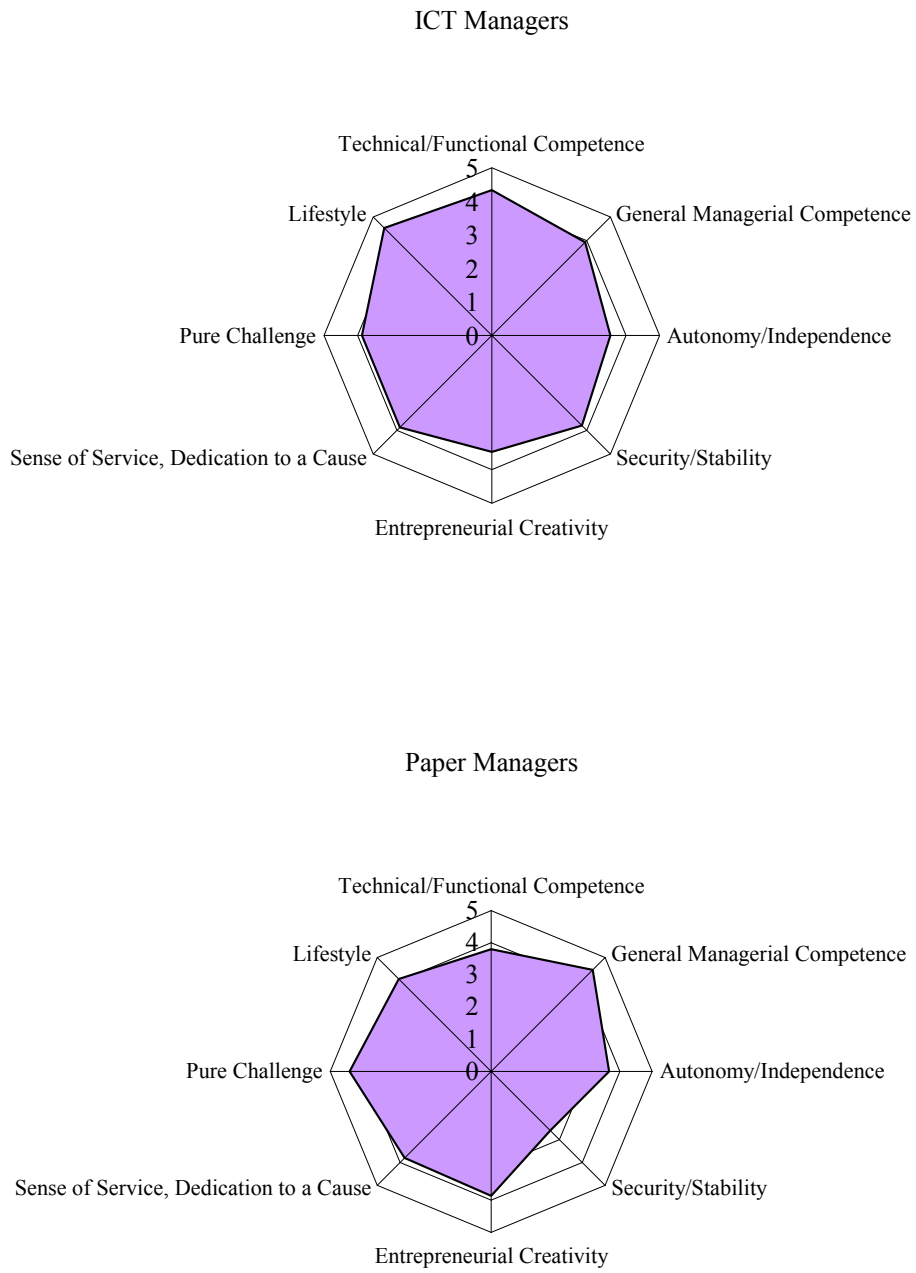 ICT Managers
Technical/Functional Competence
5
Lifestyle
General Managerial Competence
4
3
2
1
Pure Challenge
0
Autonomy/Independence
Sense of Service, Dedication to a Cause
Security/Stability
Entrepreneurial Creativity
Paper Managers
Technical/Functional Competence
5
4
Lifestyle
General Managerial Competence
3
2
1
Pure Challenge
0
Autonomy/Independence
Sense of Service, Dedication to a Cause
Security/Stability
Entrepreneurial Creativity